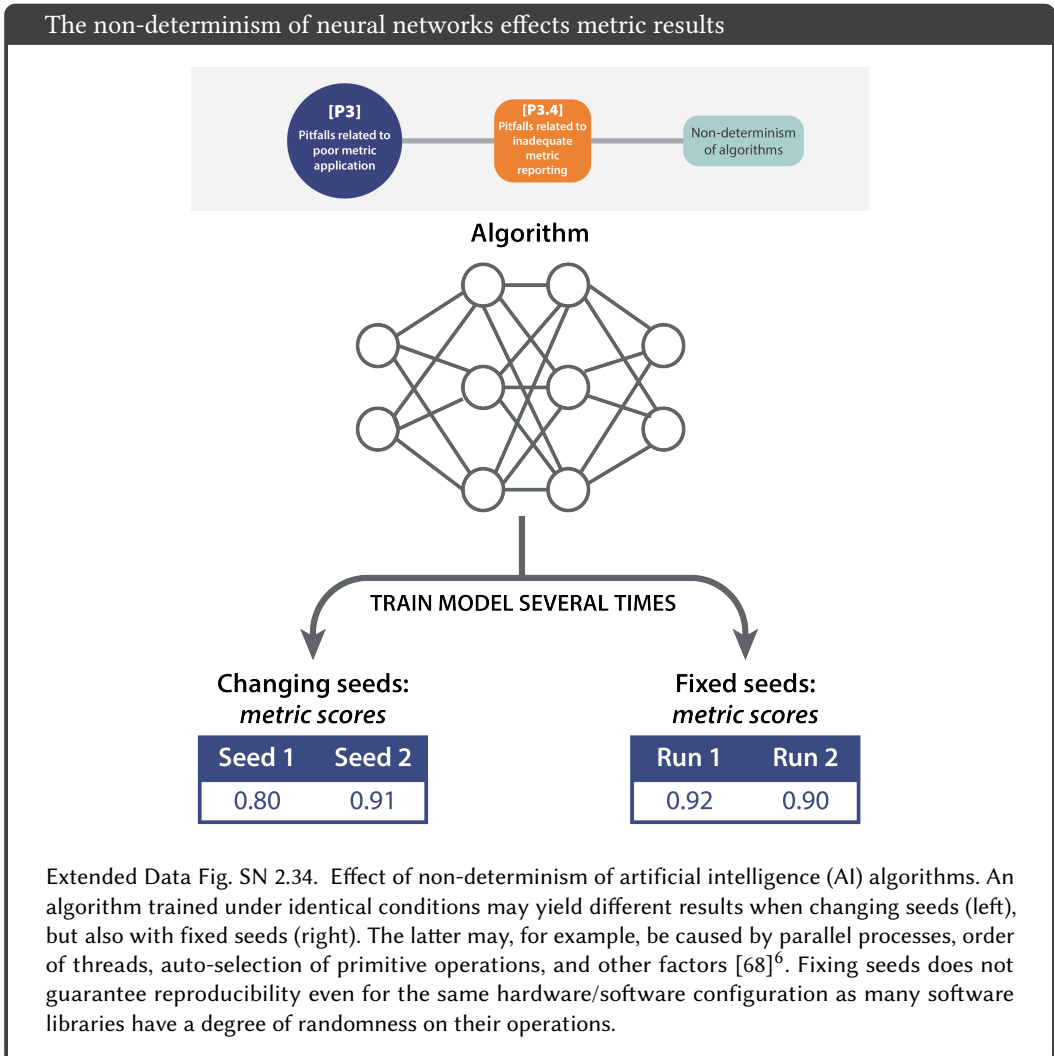 The non-determinism of neural networks effects metric results
[P3]
Pitfalls related to
poor metric
application
[P3.4]
Pitfalls related to
inadequate
metric
reporting
Non-determinism
of algorithms
Algorithm
TRAIN MODEL SEVERAL TIMES
Changing seeds:
metric scores
Seed 1 Seed 2
0.80 0.91
Fixed seeds:
metric scores
Run 1 Run 2
0.92 0.90
Extended Data Fig. SN 2.34. Effect of non-determinism of artificial intelligence (AI) algorithms. An
algorithm trained under identical conditions may yield different results when changing seeds (left),
but also with fixed seeds (right). The latter may, for example, be caused by parallel processes, order
of threads, auto-selection of primitive operations, and other factors [68]⁶. Fixing seeds does not
guarantee reproducibility even for the same hardware/software configuration as many software
libraries have a degree of randomness on their operations.